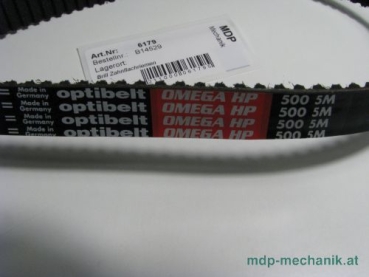 MDP
Mechanik
Art.Nr: 6179
Bestellnr B14529
Lagerort:
Made in Germany optibelt OMEGA HP 500 5M
Made in Germany optibelt OMEGA HP 500 5M
Made in Germany optibelt OMEGA HP 500 5M
Made in Germany optibelt OMEGA HP 500 5M
mdp-mechanik.at